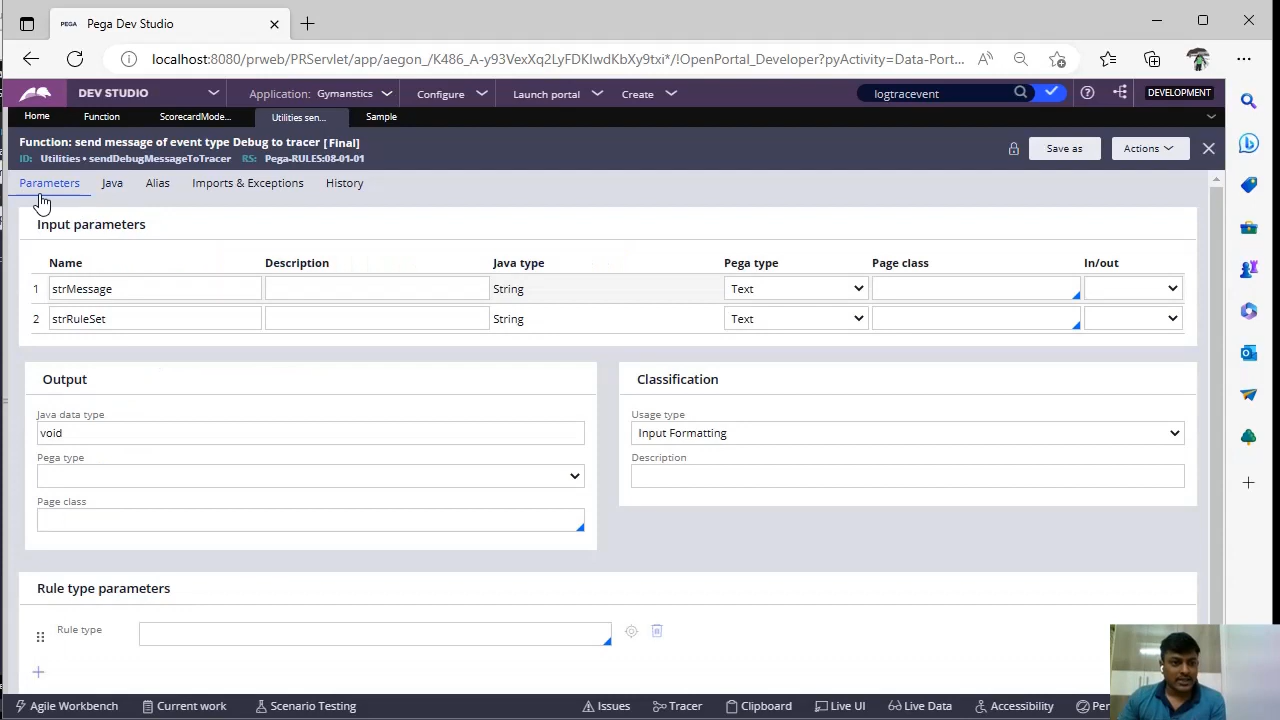 PEGA Pega Dev Studio
localhost:8080/prweb/PRServlet/app/aegon_/K486_A-y93VexXq2LyFDKlwdKbXy9txi*/!OpenPortal_Developer?pyActivity=Data-Port...
DEV STUDIO Application: Gymanstics Configure Launch portal Create logtracevent DEVELOPMENT
Home Function ScorecardMode... Utilities sen... Sample
Function: send message of event type Debug to tracer [Final]
ID: Utilities • sendDebugMessageToTracer RS: Pega-RULES:08-01-01
Save as Actions
Parameters Java Alias Imports & Exceptions History
Input parameters
Name Description Java type Pega type Page class In/out
1 strMessage String Text
2 strRuleSet String Text
Output
Java data type
void
Pega type
Page class
Classification
Usage type
Input Formatting
Description
Rule type parameters
Rule type
Agile Workbench Current work Scenario Testing Issues Tracer Clipboard Live UI Live Data Accessibility